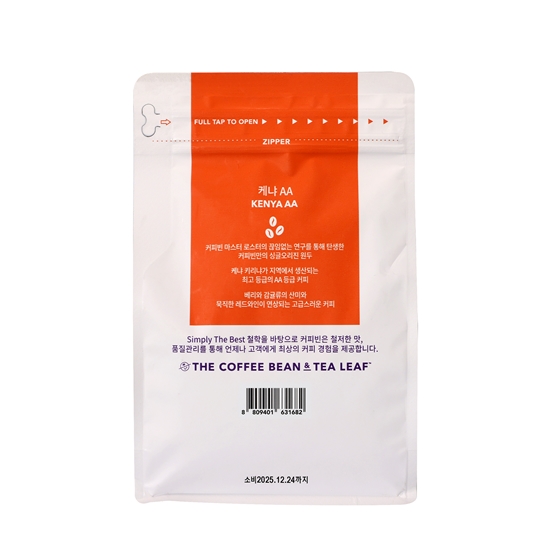 FULL TAP TO OPEN
ZIPPER
케냐 AA
KENYA AA
커피빈 마스터 로스터의 끊임없는 연구를 통해 탄생한
커피빈만의 싱글오리진 원두
케냐 키리냐가 지역에서 생산되는
최고 등급의 AA 등급 커피
베리와 감귤류의 산미와
묵직한 레드와인이 연상되는 고급스러운 커피
Simply The Best 철학을 바탕으로 커피빈은 철저한 맛,
품질관리를 통해 언제나 고객에게 최상의 커피 경험을 제공합니다.
THE COFFEE BEAN & TEA LEAF™
8 809401 631682
소비2025.12.24까지